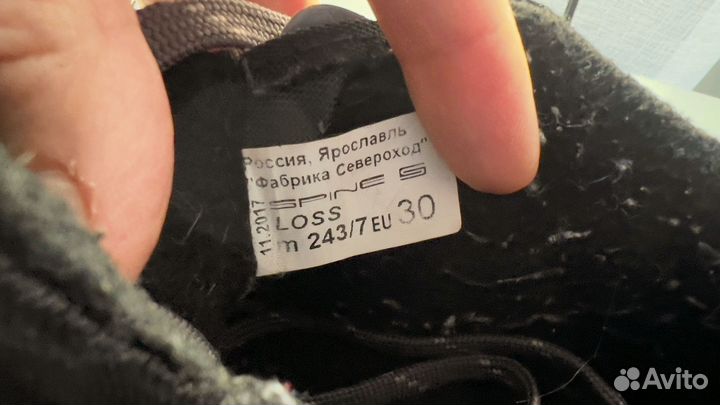 Россия, Ярославль
"Фабрика Североход"
SPINE G
LOSS
m 243/7 EU 30
11.2017
Avito